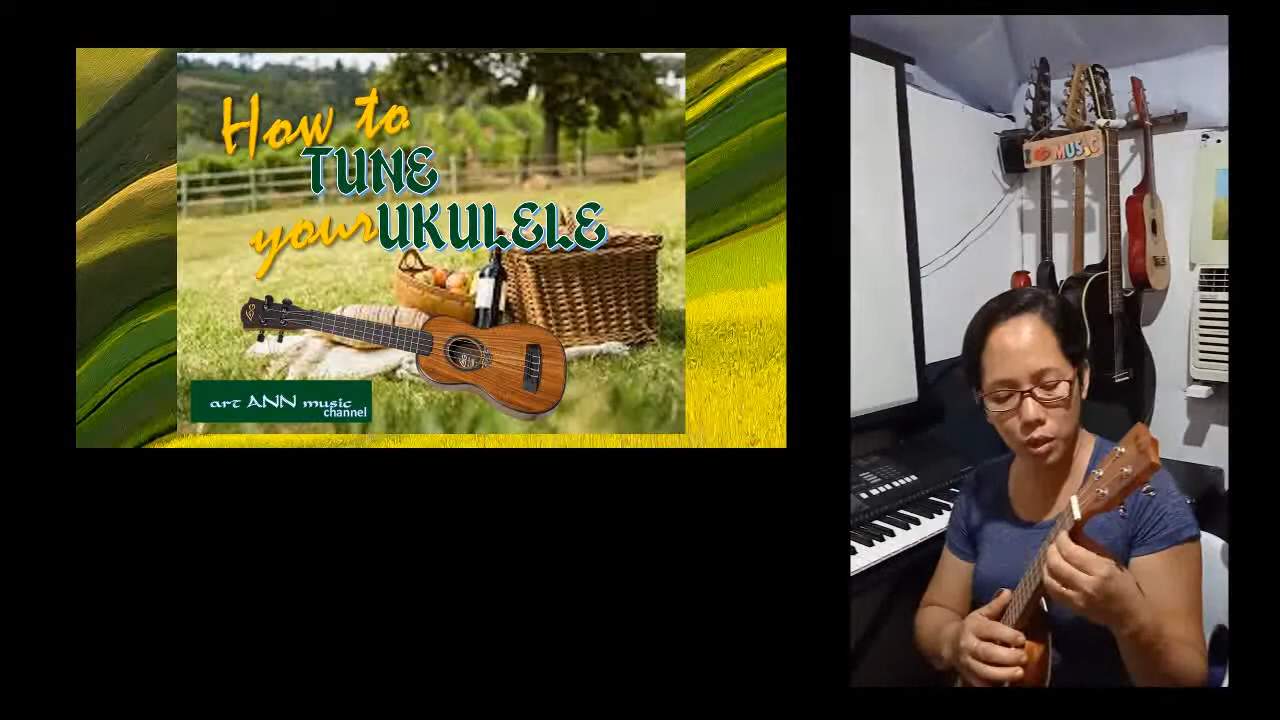 How to
TUNE
your UKULELE
art ANN music
channel
I MUSIC